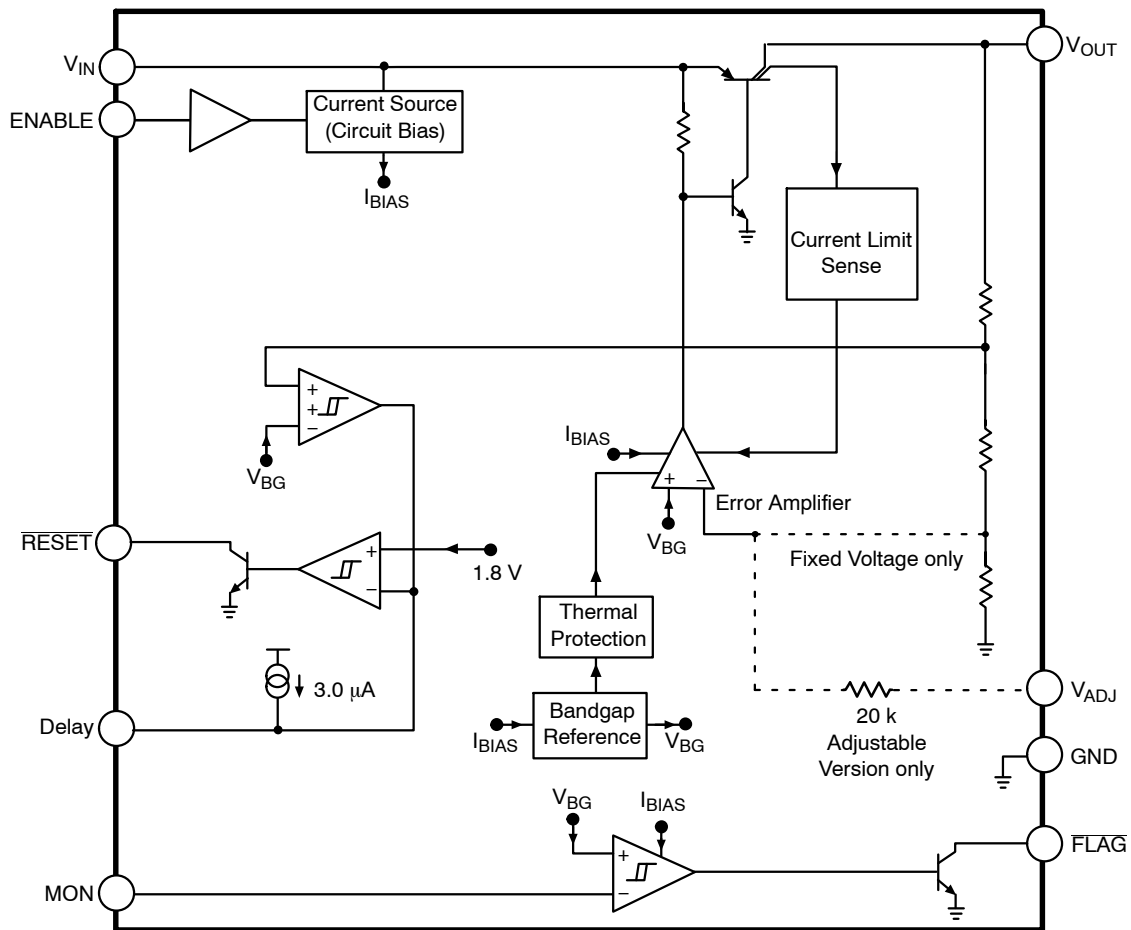 VIN
VOUT
ENABLE
Current Source
(Circuit Bias)
IBIAS
Current Limit
Sense
+
+
−
VBG
IBIAS
+ −
Error Amplifier
VBG
RESET
+
−
1.8 V
Fixed Voltage only
Thermal
Protection
3.0 μA
VADJ
20 k
Adjustable
Version only
Delay
IBIAS
Bandgap
Reference
VBG
GND
VBG
IBIAS
+
−
FLAG
MON